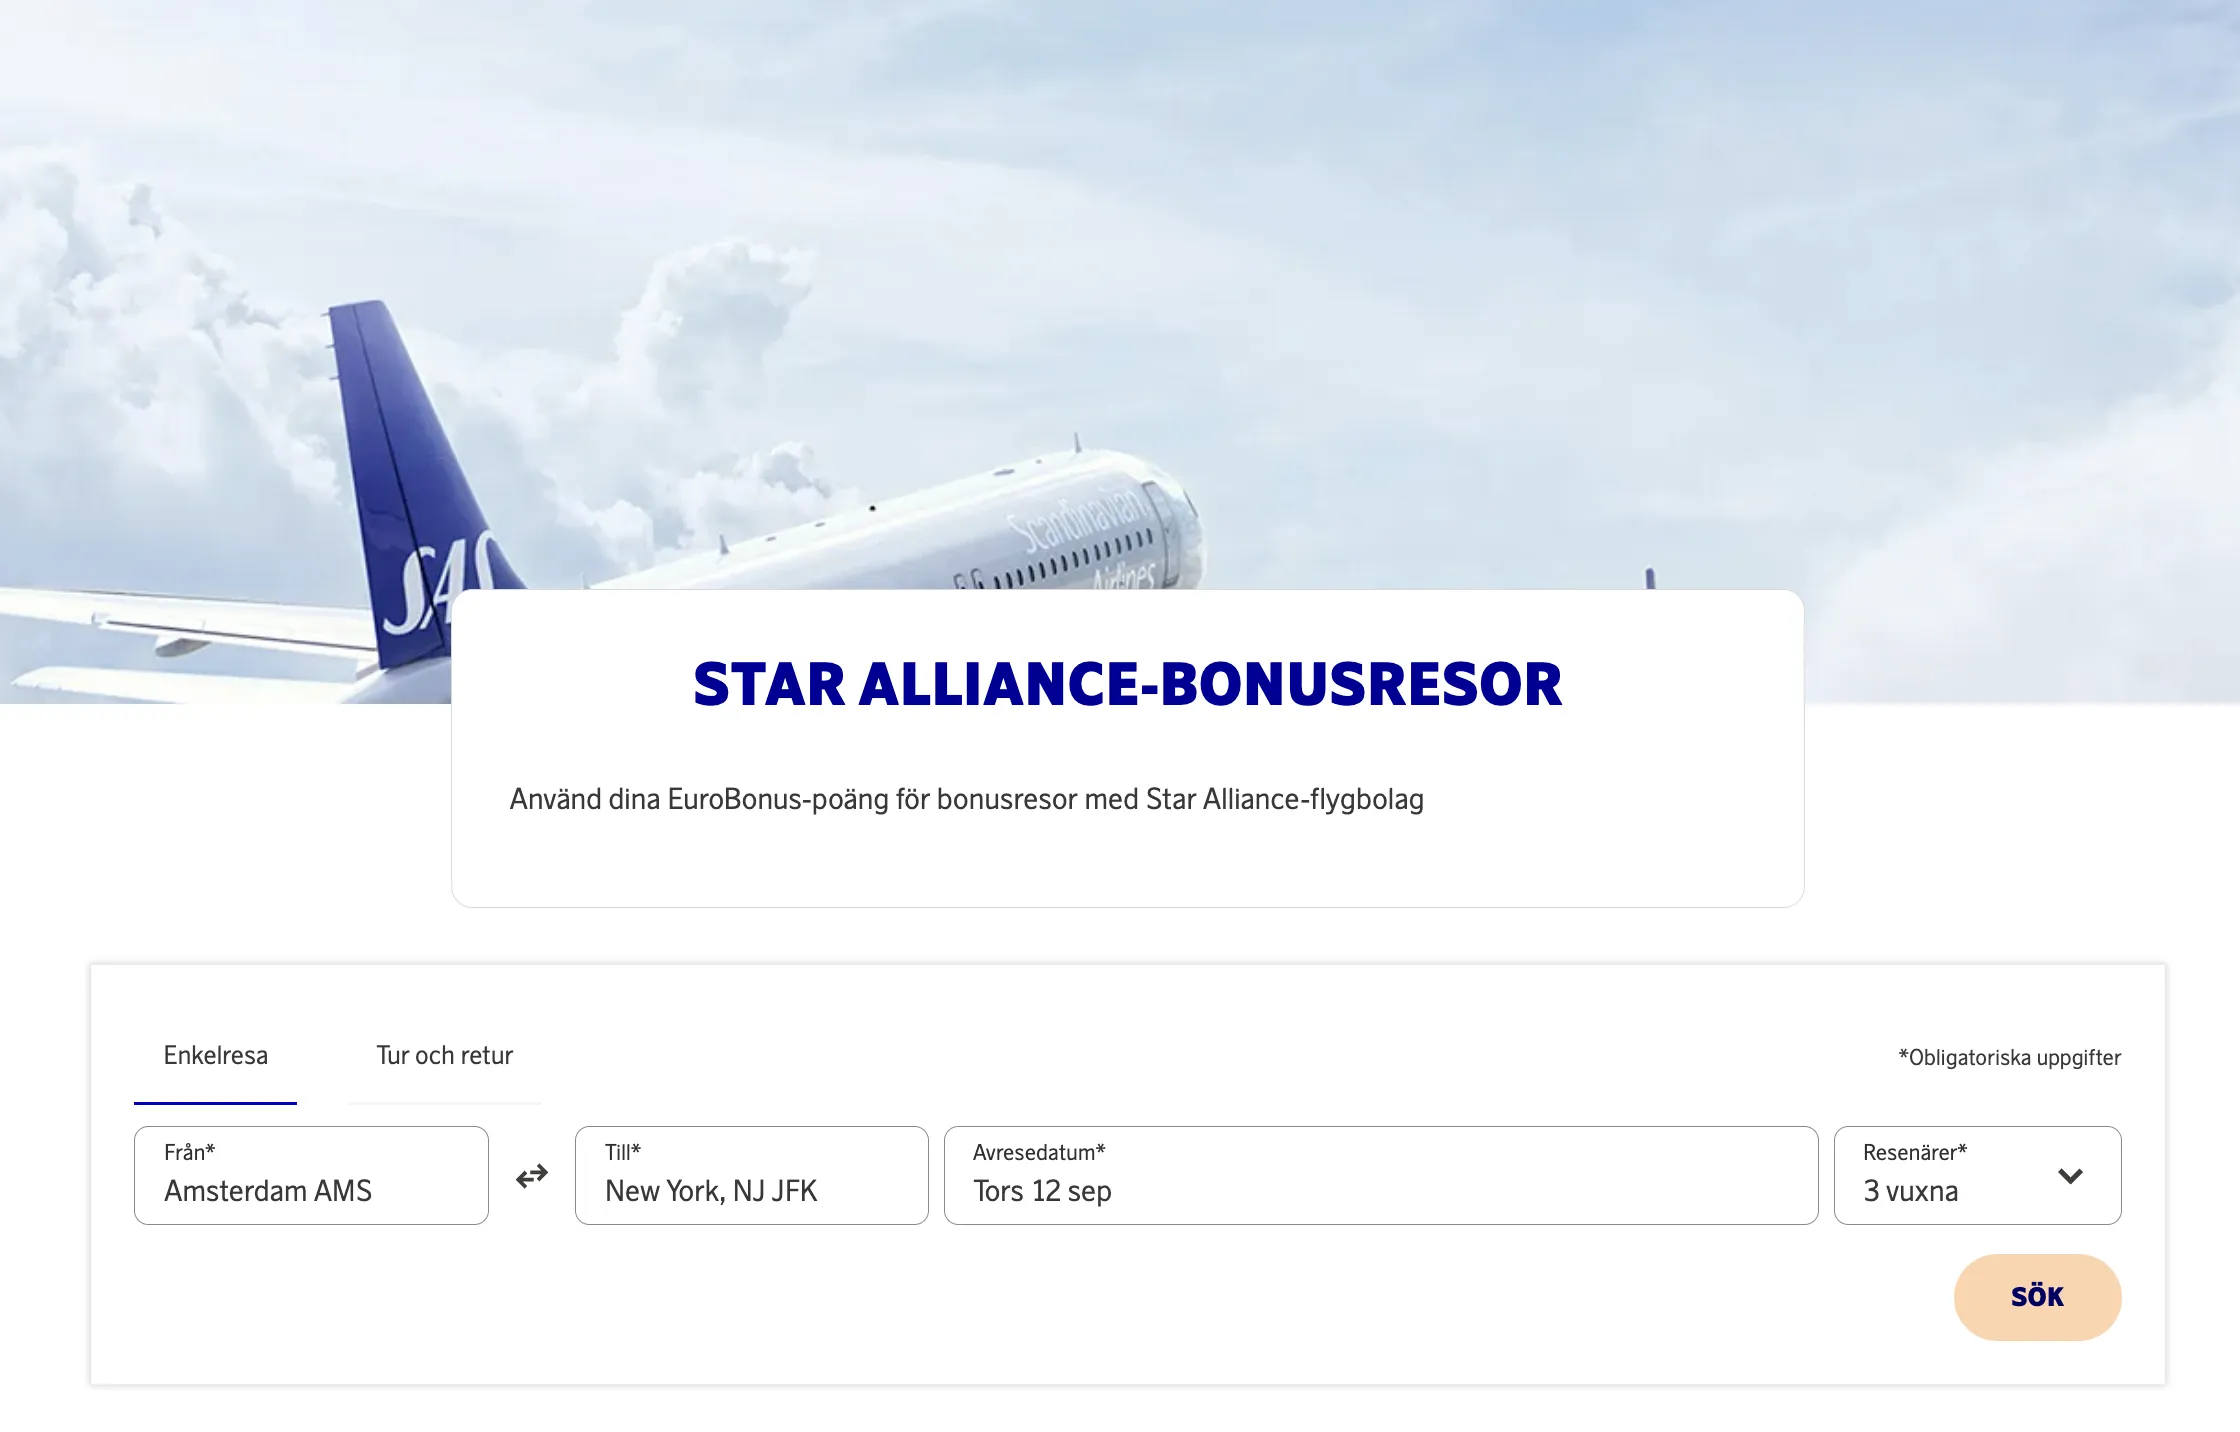 SAS
Scandinavian
Airlines
STAR ALLIANCE-BONUSRESOR
Använd dina EuroBonus-poäng för bonusresor med Star Alliance-flygbolag
Enkelresa
Tur och retur
*Obligatoriska uppgifter
Från*
Amsterdam AMS
Till*
New York, NJ JFK
Avresedatum*
Tors 12 sep
Resenärer*
3 vuxna
SÖK